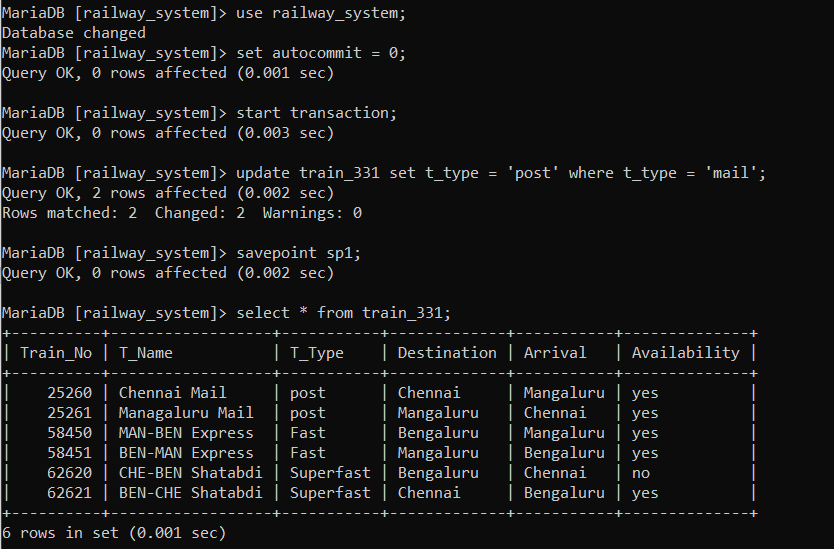 MariaDB [railway_system]> use railway_system;
Database changed
MariaDB [railway_system]> set autocommit = 0;
Query OK, 0 rows affected (0.001 sec)
MariaDB [railway_system]> start transaction;
Query OK, 0 rows affected (0.003 sec)
MariaDB [railway_system]> update train_331 set t_type = 'post' where t_type = 'mail';
Query OK, 2 rows affected (0.002 sec)
Rows matched: 2  Changed: 2  Warnings: 0
MariaDB [railway_system]> savepoint sp1;
Query OK, 0 rows affected (0.002 sec)
MariaDB [railway_system]> select * from train_331;
+----------+-----------------+-----------+-------------+-----------+--------------+
| Train_No | T_Name          | T_Type    | Destination | Arrival   | Availability |
+----------+-----------------+-----------+-------------+-----------+--------------+
|    25260 | Chennai Mail    | post      | Chennai     | Mangaluru | yes          |
|    25261 | Managaluru Mail | post      | Mangaluru   | Chennai   | yes          |
|    58450 | MAN-BEN Express | Fast      | Bengaluru   | Mangaluru | yes          |
|    58451 | BEN-MAN Express | Fast      | Mangaluru   | Bengaluru | yes          |
|    62620 | CHE-BEN Shatabdi | Superfast | Bengaluru   | Chennai   | no           |
|    62621 | BEN-CHE Shatabdi | Superfast | Chennai     | Bengaluru | yes          |
+----------+-----------------+-----------+-------------+-----------+--------------+
6 rows in set (0.001 sec)